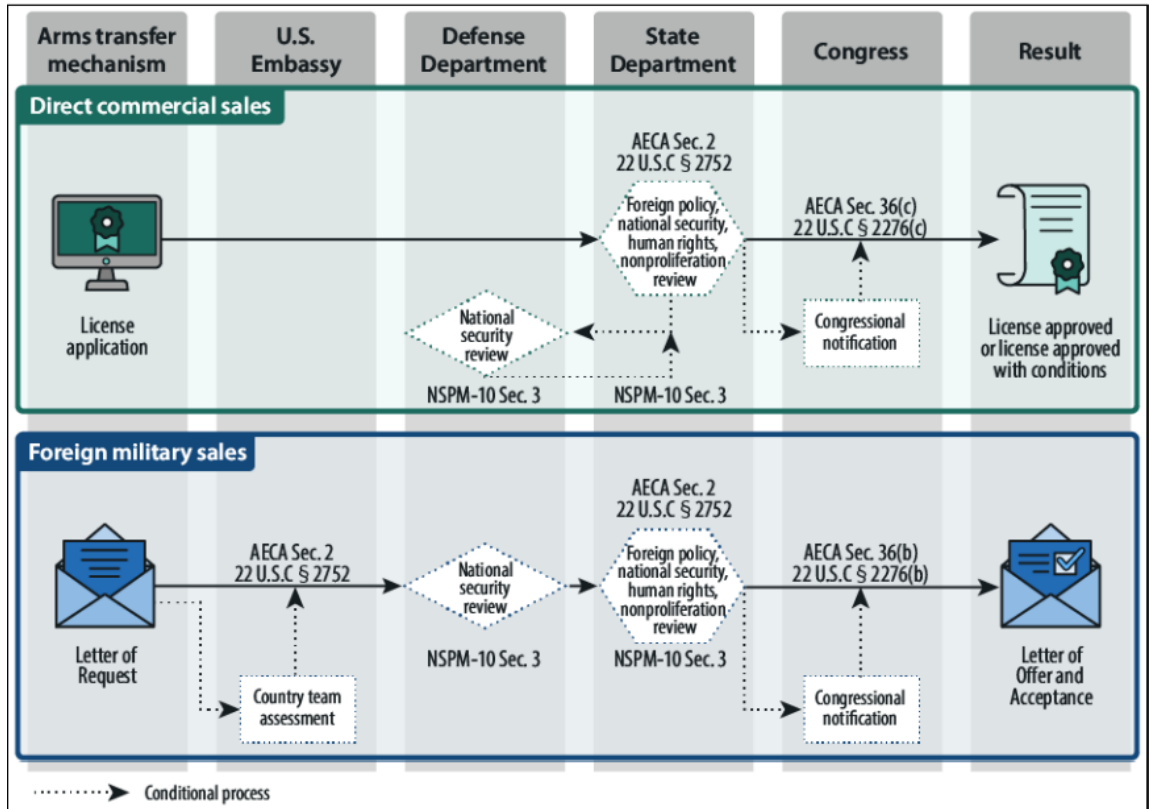 Arms transfer
mechanism
U.S.
Embassy
Defense
Department
State
Department
Congress
Result
Direct commercial sales
AECA Sec. 2
22 U.S.C § 2752
Foreign policy,
national security,
human rights,
nonproliferation
review
AECA Sec. 36(c)
22 U.S.C § 2276(c)
License
application
National
security
review
Congressional
notification
License approved
or license approved
with conditions
NSPM-10 Sec. 3
NSPM-10 Sec. 3
Foreign military sales
AECA Sec. 2
22 U.S.C § 2752
AECA Sec. 2
22 U.S.C § 2752
National
security
review
Foreign policy,
national security,
human rights,
nonproliferation
review
AECA Sec. 36(b)
22 U.S.C § 2276(b)
Letter of
Request
NSPM-10 Sec. 3
NSPM-10 Sec. 3
Letter of
Offer and
Acceptance
Country team
assessment
Congressional
notification
Conditional process